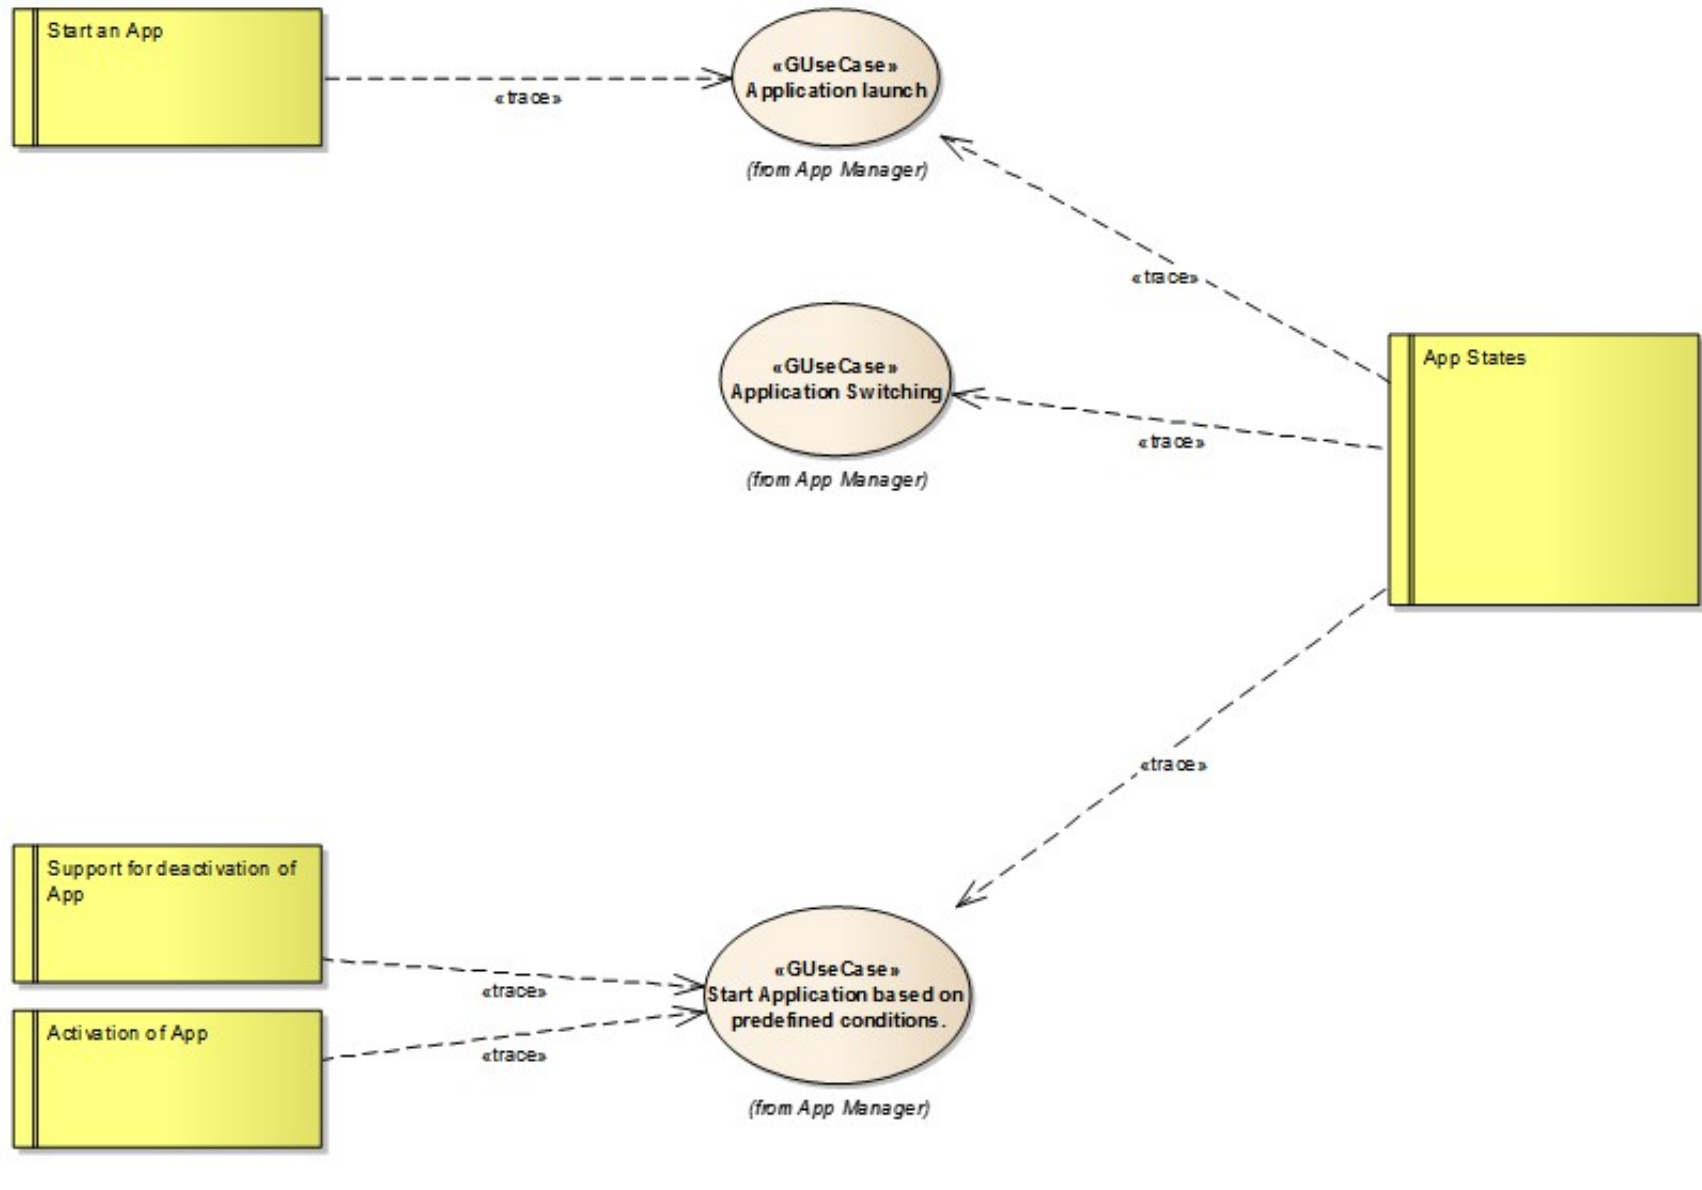 Start an App
«GUseCase»
Application launch
«trace»
(from App Manager)
«trace»
«GUseCase»
Application Switching
App States
«trace»
(from App Manager)
«trace»
Support for deactivation of
App
«GUseCase»
Start Application based on
predefined conditions.
«trace»
Activation of App
«trace»
(from App Manager)